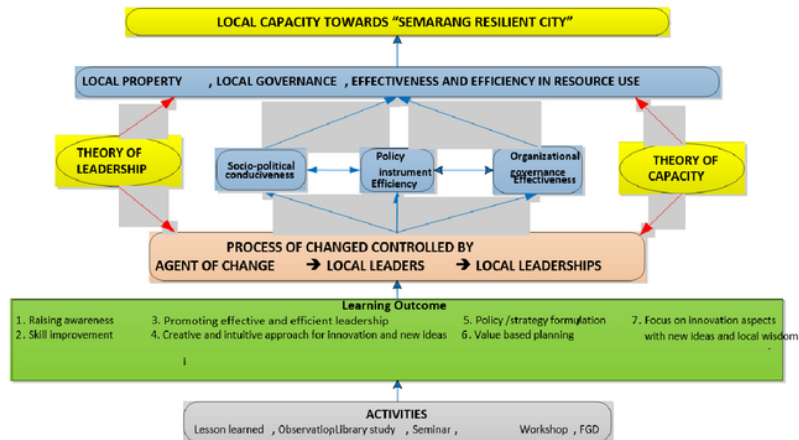 LOCAL CAPACITY TOWARDS “SEMARANG RESILIENT CITY”
LOCAL PROPERTY , LOCAL GOVERNANCE , EFFECTIVENESS AND EFFICIENCY IN RESOURCE USE
THEORY OF
LEADERSHIP
Socio-political
conduciveness
Policy
instrument
Efficiency
Organizational
governance
Effectiveness
THEORY OF
CAPACITY
PROCESS OF CHANGED CONTROLLED BY
AGENT OF CHANGE ➔ LOCAL LEADERS ➔ LOCAL LEADERSHIPS
Learning Outcome
1. Raising awareness
2. Skill improvement
3. Promoting effective and efficient leadership
4. Creative and intuitive approach for innovation and new ideas
i
5. Policy /strategy formulation
6. Value based planning
7. Focus on innovation aspects
with new ideas and local wisdom
ACTIVITIES
Lesson learned , Observation Library study , Seminar , Workshop , FGD